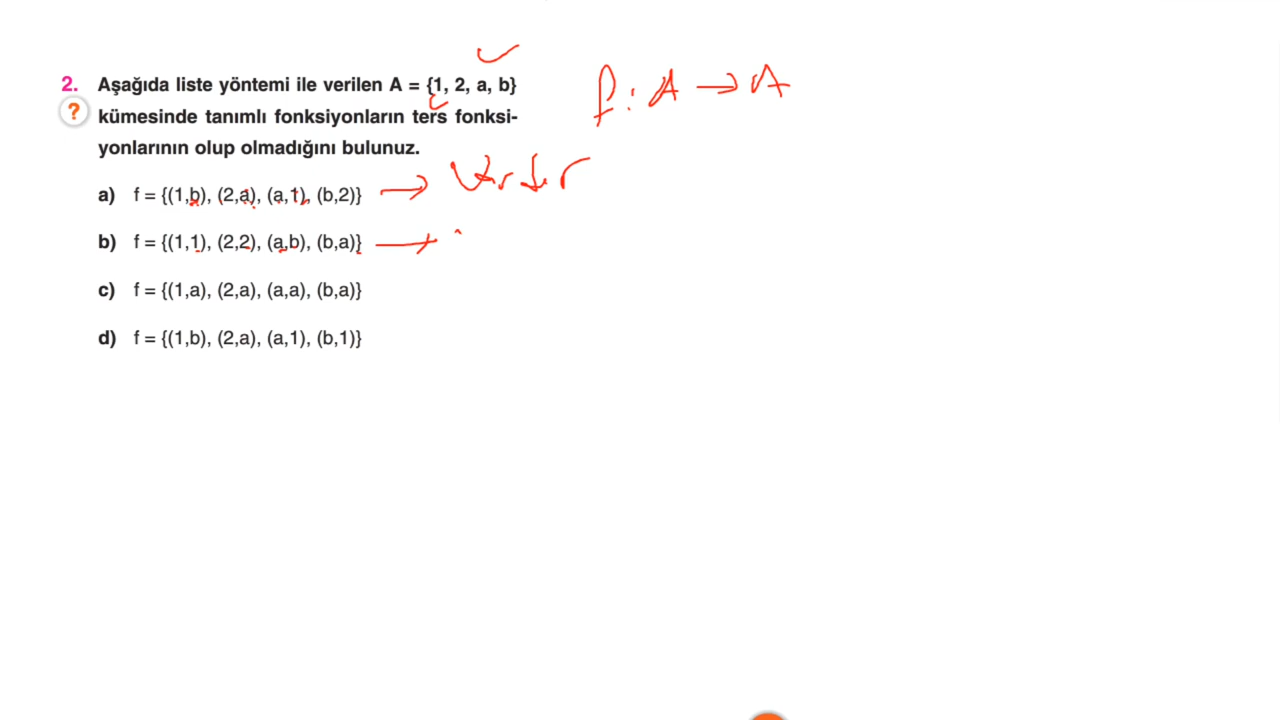 2. Aşağıda liste yöntemi ile verilen A = {1, 2, a, b}
? kümesinde tanımlı fonksiyonların ters fonksi-
yonlarının olup olmadığını bulunuz.
f : A → A
a) f = {(1,b), (2,a), (a,1), (b,2)} → Vardır
b) f = {(1,1), (2,2), (a,b), (b,a)} →
c) f = {(1,a), (2,a), (a,a), (b,a)}
d) f = {(1,b), (2,a), (a,1), (b,1)}